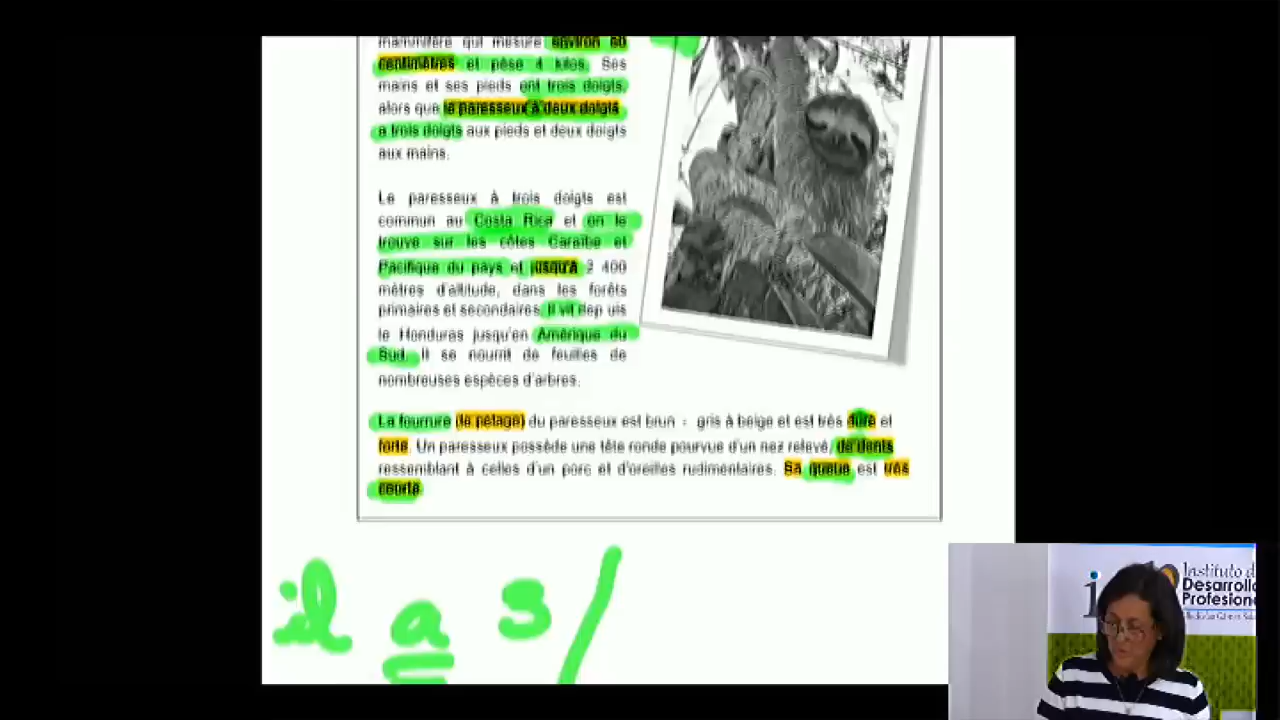 mammifère qui mesure environ 60
centimètres et pèse 4 kilos. Ses
mains et ses pieds ont trois doigts,
alors que le paresseux à deux doigts
a trois doigts aux pieds et deux doigts
aux mains.
Le paresseux à trois doigts est
commun au Costa Rica et on le
trouve sur les côtes Caraïbe et
Pacifique du pays et jusqu'à 2 400
mètres d'altitude, dans les forêts
primaires et secondaires. Il vit dep uis
le Honduras jusqu'en Amérique du
Sud. Il se nourrit de feuilles de
nombreuses espèces d'arbres.
La fourrure (le pelage) du paresseux est brun - gris à beige et est très dure et
forte. Un paresseux possède une tête ronde pourvue d'un nez relevé, de dents
ressemblant à celles d'un porc et d'oreilles rudimentaires. Sa queue est très
courte.
il a 3 /
Instituto d
Desarrollo
Profesion